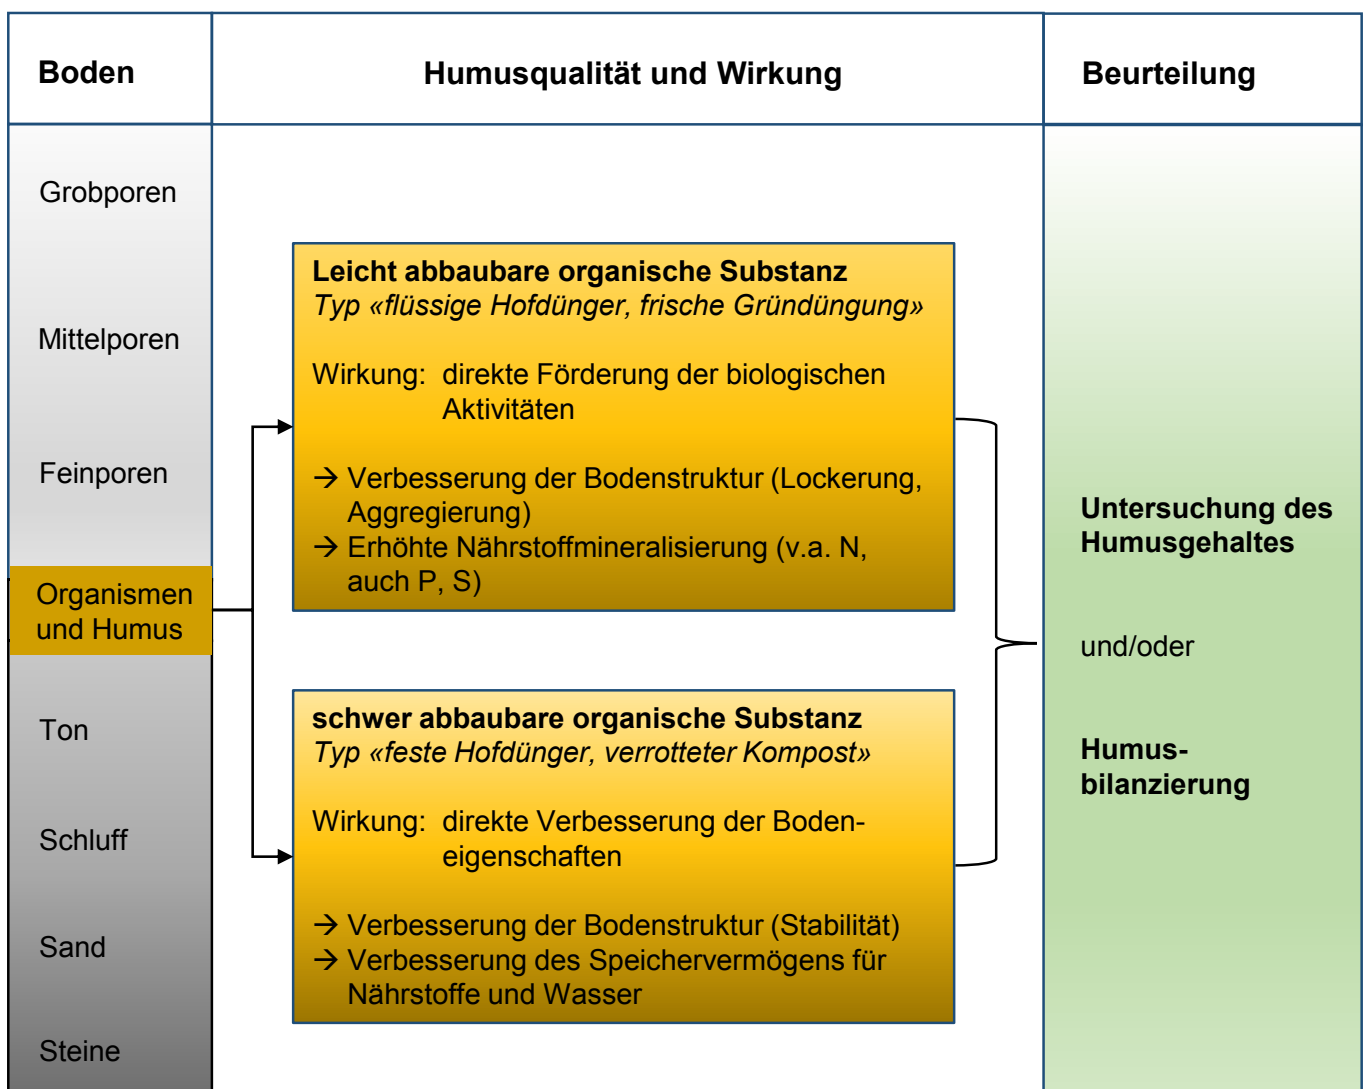 Boden
Humusqualität und Wirkung
Beurteilung
Grobporen
Mittelporen
Feinporen
Organismen
und Humus
Ton
Schluff
Sand
Steine
Leicht abbaubare organische Substanz
Typ «flüssige Hofdünger, frische Gründüngung»
Wirkung: direkte Förderung der biologischen
Aktivitäten
→ Verbesserung der Bodenstruktur (Lockerung,
Aggregierung)
→ Erhöhte Nährstoffmineralisierung (v.a. N,
auch P, S)
schwer abbaubare organische Substanz
Typ «feste Hofdünger, verrotteter Kompost»
Wirkung: direkte Verbesserung der Boden-
eigenschaften
→ Verbesserung der Bodenstruktur (Stabilität)
→ Verbesserung des Speichervermögens für
Nährstoffe und Wasser
Untersuchung des
Humusgehaltes
und/oder
Humus-
bilanzierung